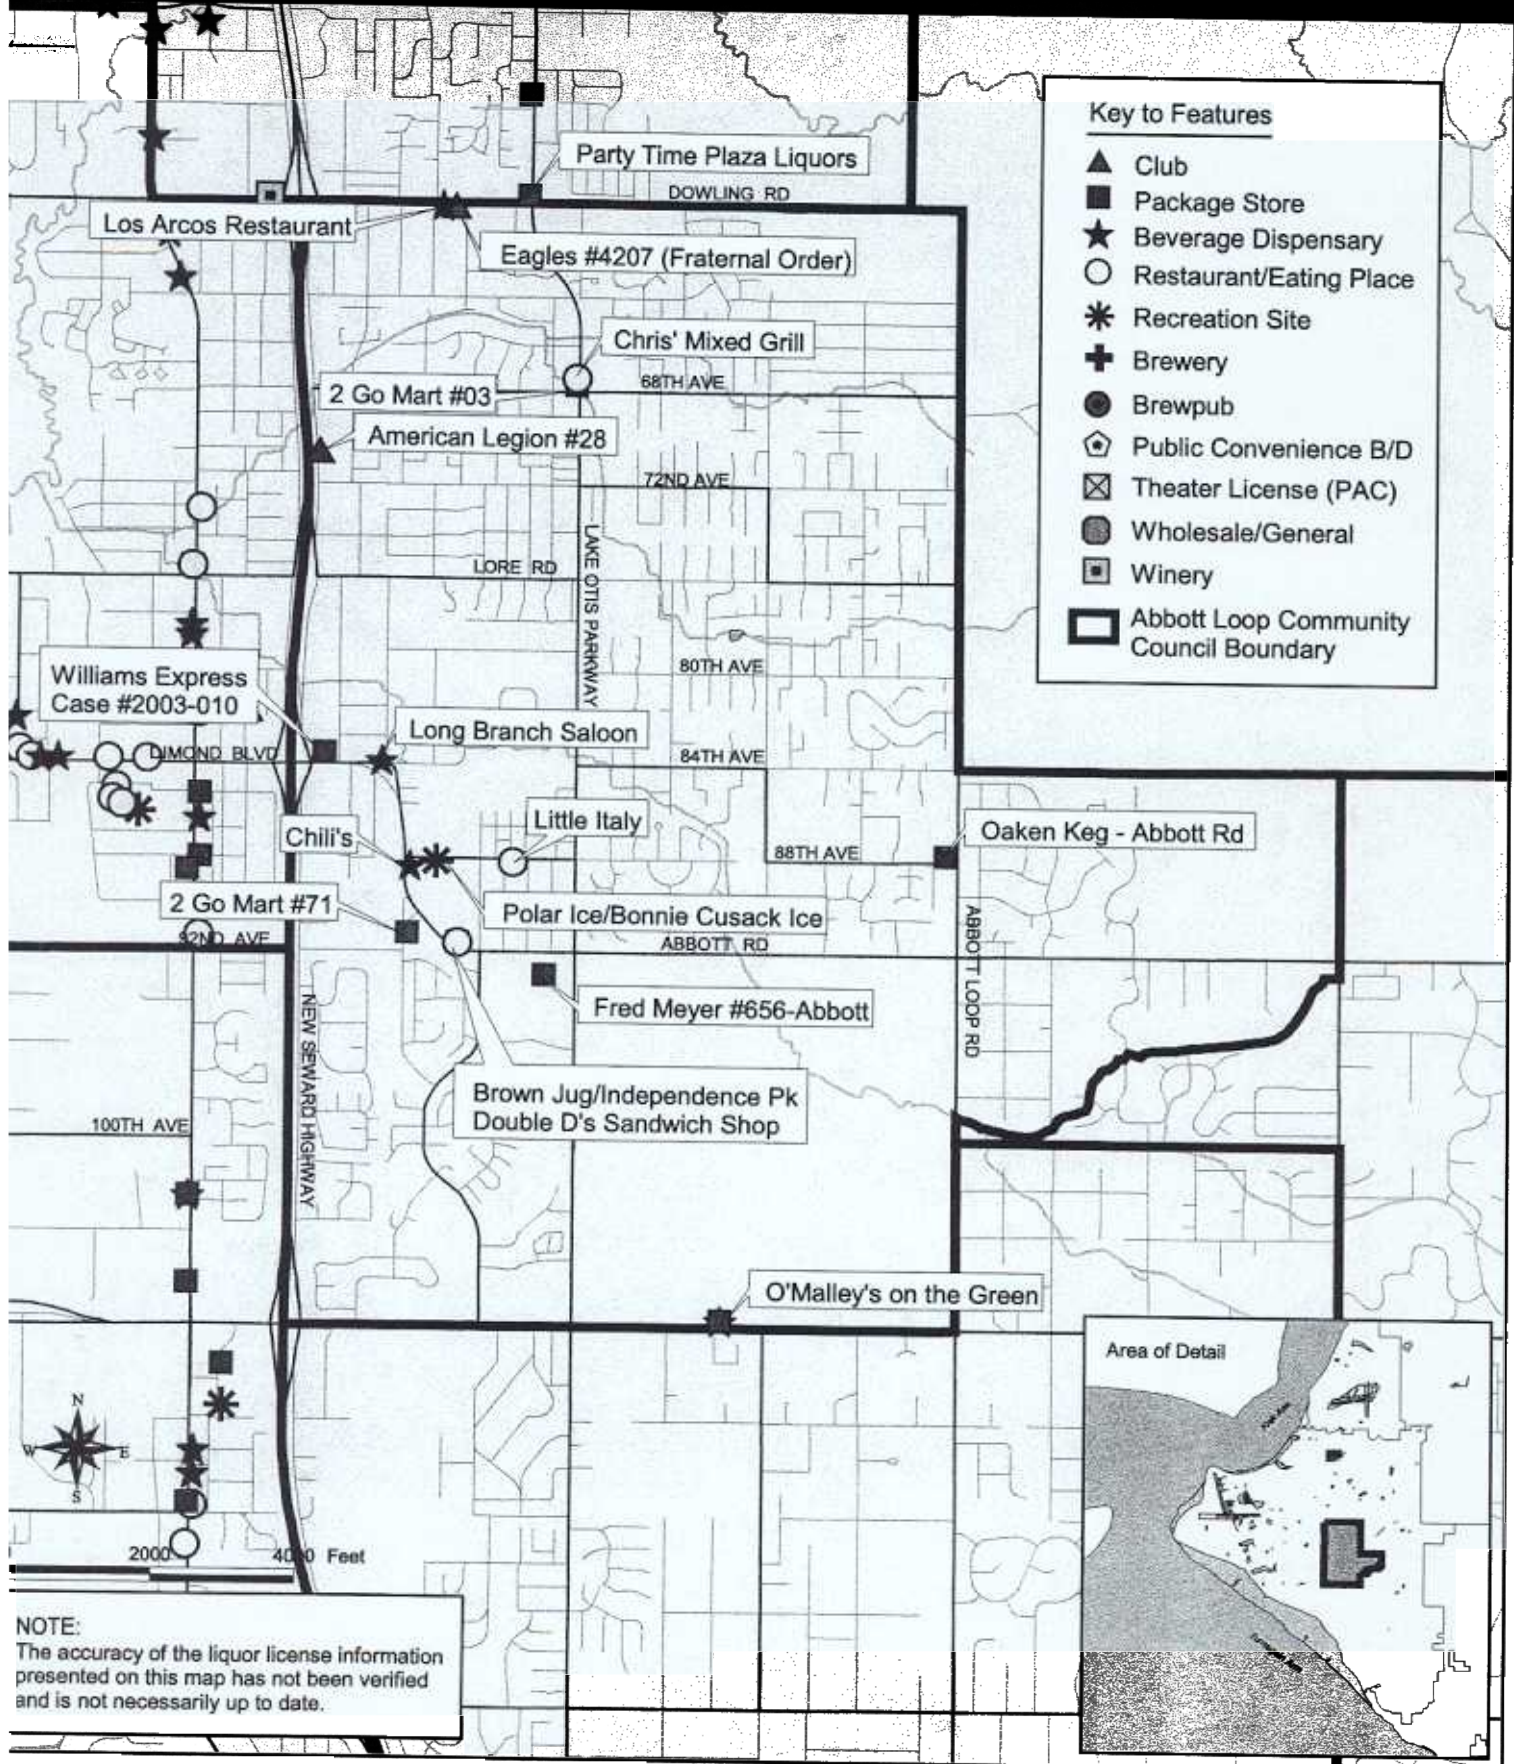 Key to Features
Club
Package Store
Beverage Dispensary
Restaurant/Eating Place
Recreation Site
Brewery
Brewpub
Public Convenience B/D
Theater License (PAC)
Wholesale/General
Winery
Abbott Loop Community
Council Boundary
Party Time Plaza Liquors
DOWLING RD
Los Arcos Restaurant
Eagles #4207 (Fraternal Order)
Chris' Mixed Grill
68TH AVE
2 Go Mart #03
American Legion #28
72ND AVE
LAKE OTIS PARKWAY
LORE RD
80TH AVE
Williams Express
Case #2003-010
Long Branch Saloon
DIMOND BLVD
84TH AVE
Little Italy
Chili's
Oaken Keg - Abbott Rd
88TH AVE
2 Go Mart #71
Polar Ice/Bonnie Cusack Ice
92ND AVE
ABBOTT RD
ABBOTT LOOP RD
NEW SEWARD HIGHWAY
Fred Meyer #656-Abbott
Brown Jug/Independence Pk
Double D's Sandwich Shop
100TH AVE
O'Malley's on the Green
Area of Detail
N
W E
S
2000 4000 Feet
NOTE:
The accuracy of the liquor license information
presented on this map has not been verified
and is not necessarily up to date.